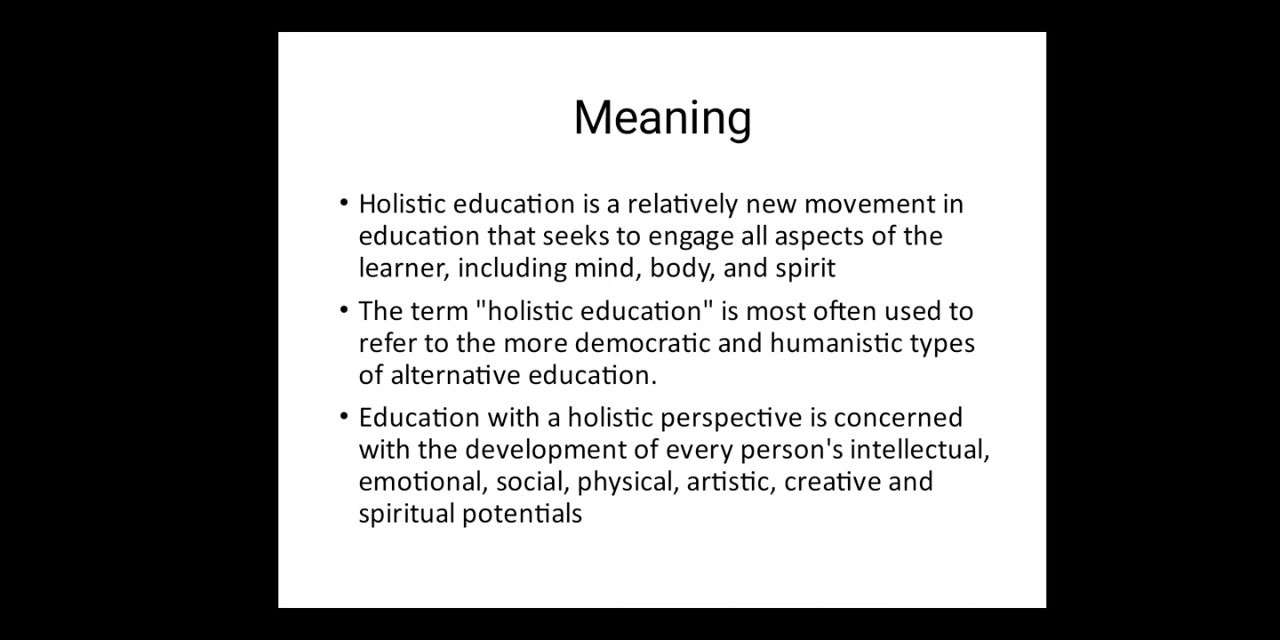 Meaning
• Holistic education is a relatively new movement in
education that seeks to engage all aspects of the
learner, including mind, body, and spirit
• The term "holistic education" is most often used to
refer to the more democratic and humanistic types
of alternative education.
• Education with a holistic perspective is concerned
with the development of every person's intellectual,
emotional, social, physical, artistic, creative and
spiritual potentials